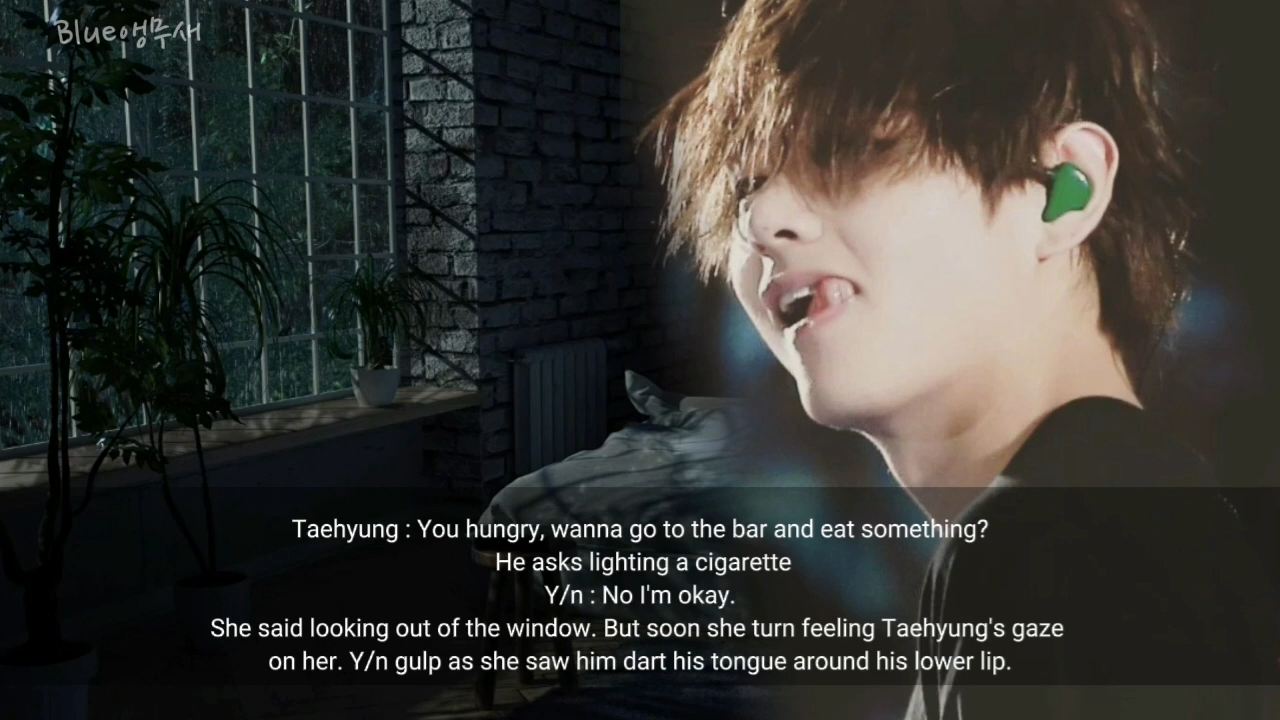 Blue앵무새
Taehyung : You hungry, wanna go to the bar and eat something?
He asks lighting a cigarette
Y/n : No I'm okay.
She said looking out of the window. But soon she turn feeling Taehyung's gaze
on her. Y/n gulp as she saw him dart his tongue around his lower lip.